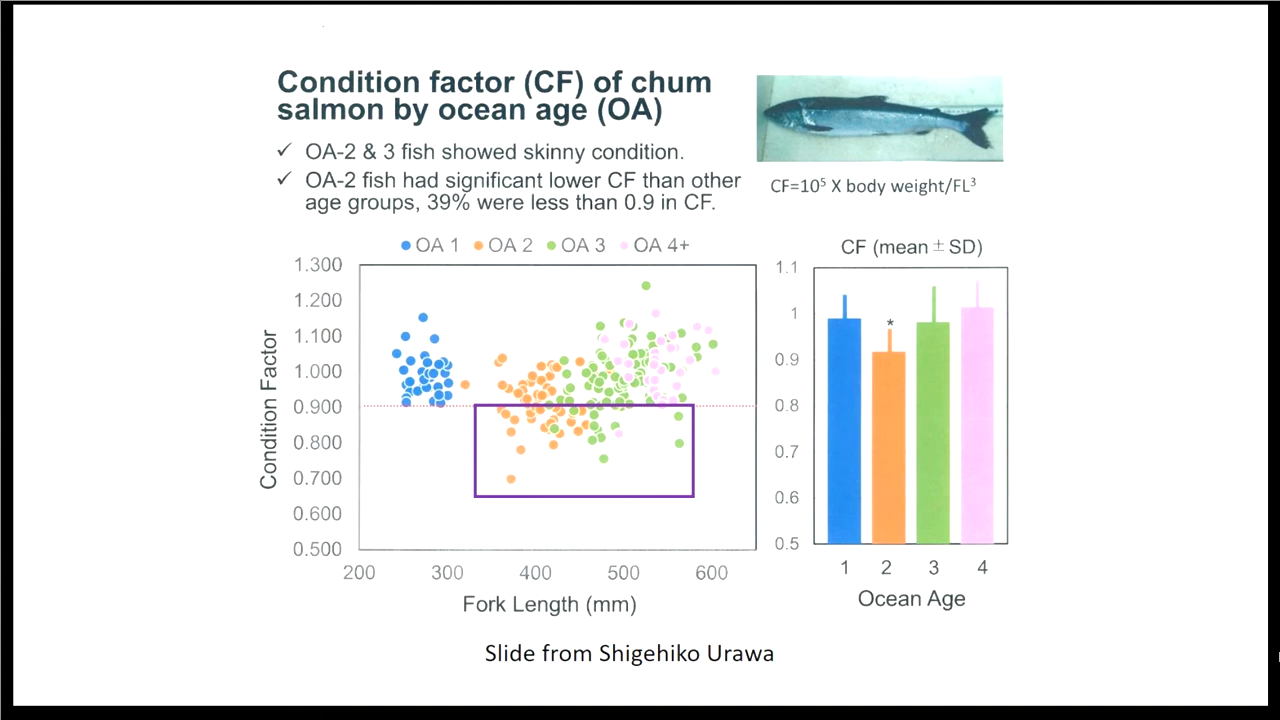 Condition factor (CF) of chum
salmon by ocean age (OA)
✓ OA-2 & 3 fish showed skinny condition.
✓ OA-2 fish had significant lower CF than other
age groups, 39% were less than 0.9 in CF.
CF=10⁵ X body weight/FL³
OA 1 OA 2 OA 3 OA 4+
1.300
1.200
1.100
1.000
0.900
0.800
0.700
0.600
0.500
Condition Factor
200 300 400 500 600
Fork Length (mm)
CF (mean ± SD)
1.1
1
0.9
0.8
0.7
0.6
0.5
*
1 2 3 4
Ocean Age
Slide from Shigehiko Urawa